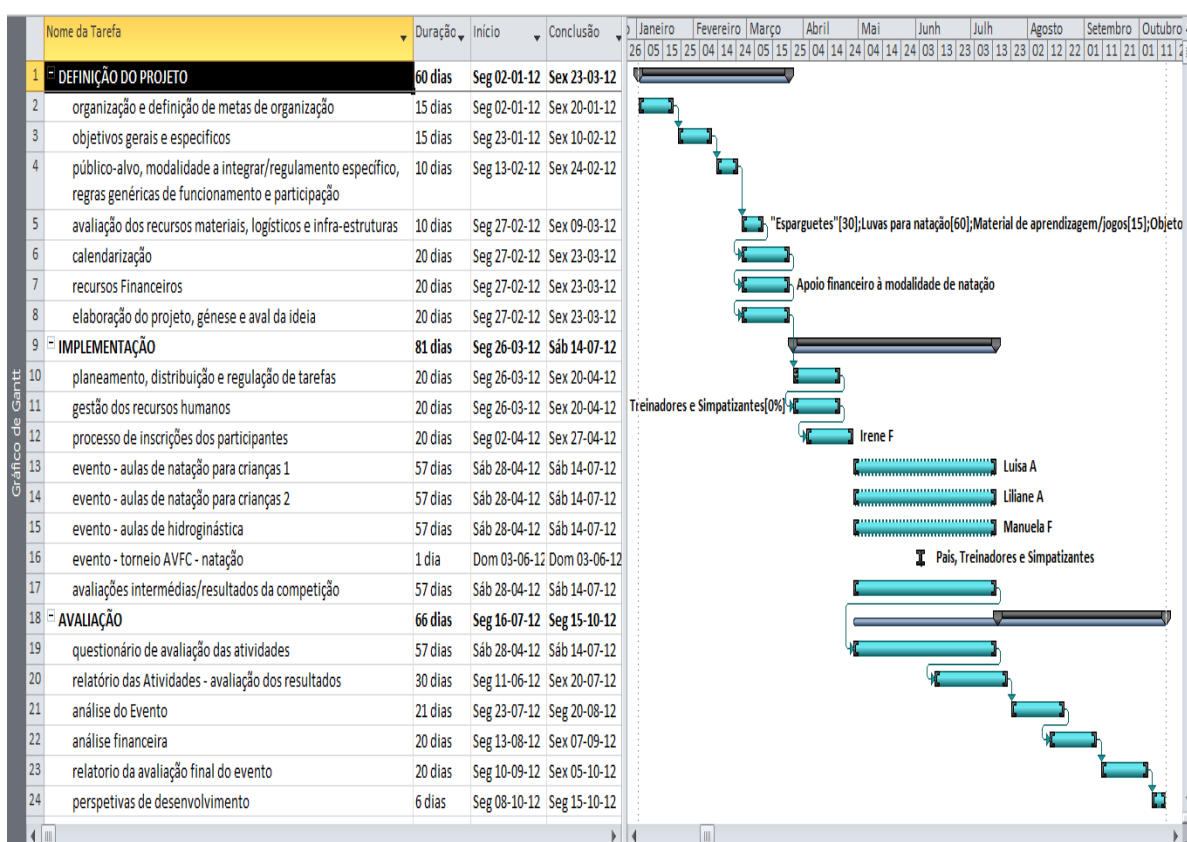 Nome da Tarefa Duração Início Conclusão Janeiro Fevereiro Março Abril Mai Junh Julh Agosto Setembro Outubro
26 05 15 25 04 14 24 05 15 25 04 14 24 04 14 24 03 13 23 03 13 23 02 12 22 01 11 21 01 11
1 DEFINIÇÃO DO PROJETO 60 dias Seg 02-01-12 Sex 23-03-12
2 organização e definição de metas de organização 15 dias Seg 02-01-12 Sex 20-01-12
3 objetivos gerais e especificos 15 dias Seg 23-01-12 Sex 10-02-12
4 público-alvo, modalidade a integrar/regulamento específico, 10 dias Seg 13-02-12 Sex 24-02-12
regras genéricas de funcionamento e participação
5 avaliação dos recursos materiais, logísticos e infra-estruturas 10 dias Seg 27-02-12 Sex 09-03-12 "Esparguetes"[30];Luvas para natação[60];Material de aprendizagem/jogos[15];Objeto
6 calendarização 20 dias Seg 27-02-12 Sex 23-03-12
7 recursos Financeiros 20 dias Seg 27-02-12 Sex 23-03-12 Apoio financeiro à modalidade de natação
8 elaboração do projeto, génese e aval da ideia 20 dias Seg 27-02-12 Sex 23-03-12
9 IMPLEMENTAÇÃO 81 dias Seg 26-03-12 Sáb 14-07-12
10 planeamento, distribuição e regulação de tarefas 20 dias Seg 26-03-12 Sex 20-04-12
11 gestão dos recursos humanos 20 dias Seg 26-03-12 Sex 20-04-12 Treinadores e Simpatizantes[0%]
12 processo de inscrições dos participantes 20 dias Seg 02-04-12 Sex 27-04-12 Irene F
13 evento - aulas de natação para crianças 1 57 dias Sáb 28-04-12 Sáb 14-07-12 Luisa A
14 evento - aulas de natação para crianças 2 57 dias Sáb 28-04-12 Sáb 14-07-12 Liliane A
15 evento - aulas de hidroginástica 57 dias Sáb 28-04-12 Sáb 14-07-12 Manuela F
16 evento - torneio AVFC - natação 1 dia Dom 03-06-12 Dom 03-06-12 Pais, Treinadores e Simpatizantes
17 avaliações intermédias/resultados da competição 57 dias Sáb 28-04-12 Sáb 14-07-12
18 AVALIAÇÃO 66 dias Seg 16-07-12 Seg 15-10-12
19 questionário de avaliação das atividades 57 dias Sáb 28-04-12 Sáb 14-07-12
20 relatório das Atividades - avaliação dos resultados 30 dias Seg 11-06-12 Sex 20-07-12
21 análise do Evento 21 dias Seg 23-07-12 Seg 20-08-12
22 análise financeira 20 dias Seg 13-08-12 Sex 07-09-12
23 relatorio da avaliação final do evento 20 dias Seg 10-09-12 Sex 05-10-12
24 perspetivas de desenvolvimento 6 dias Seg 08-10-12 Seg 15-10-12
Gráfico de Gantt